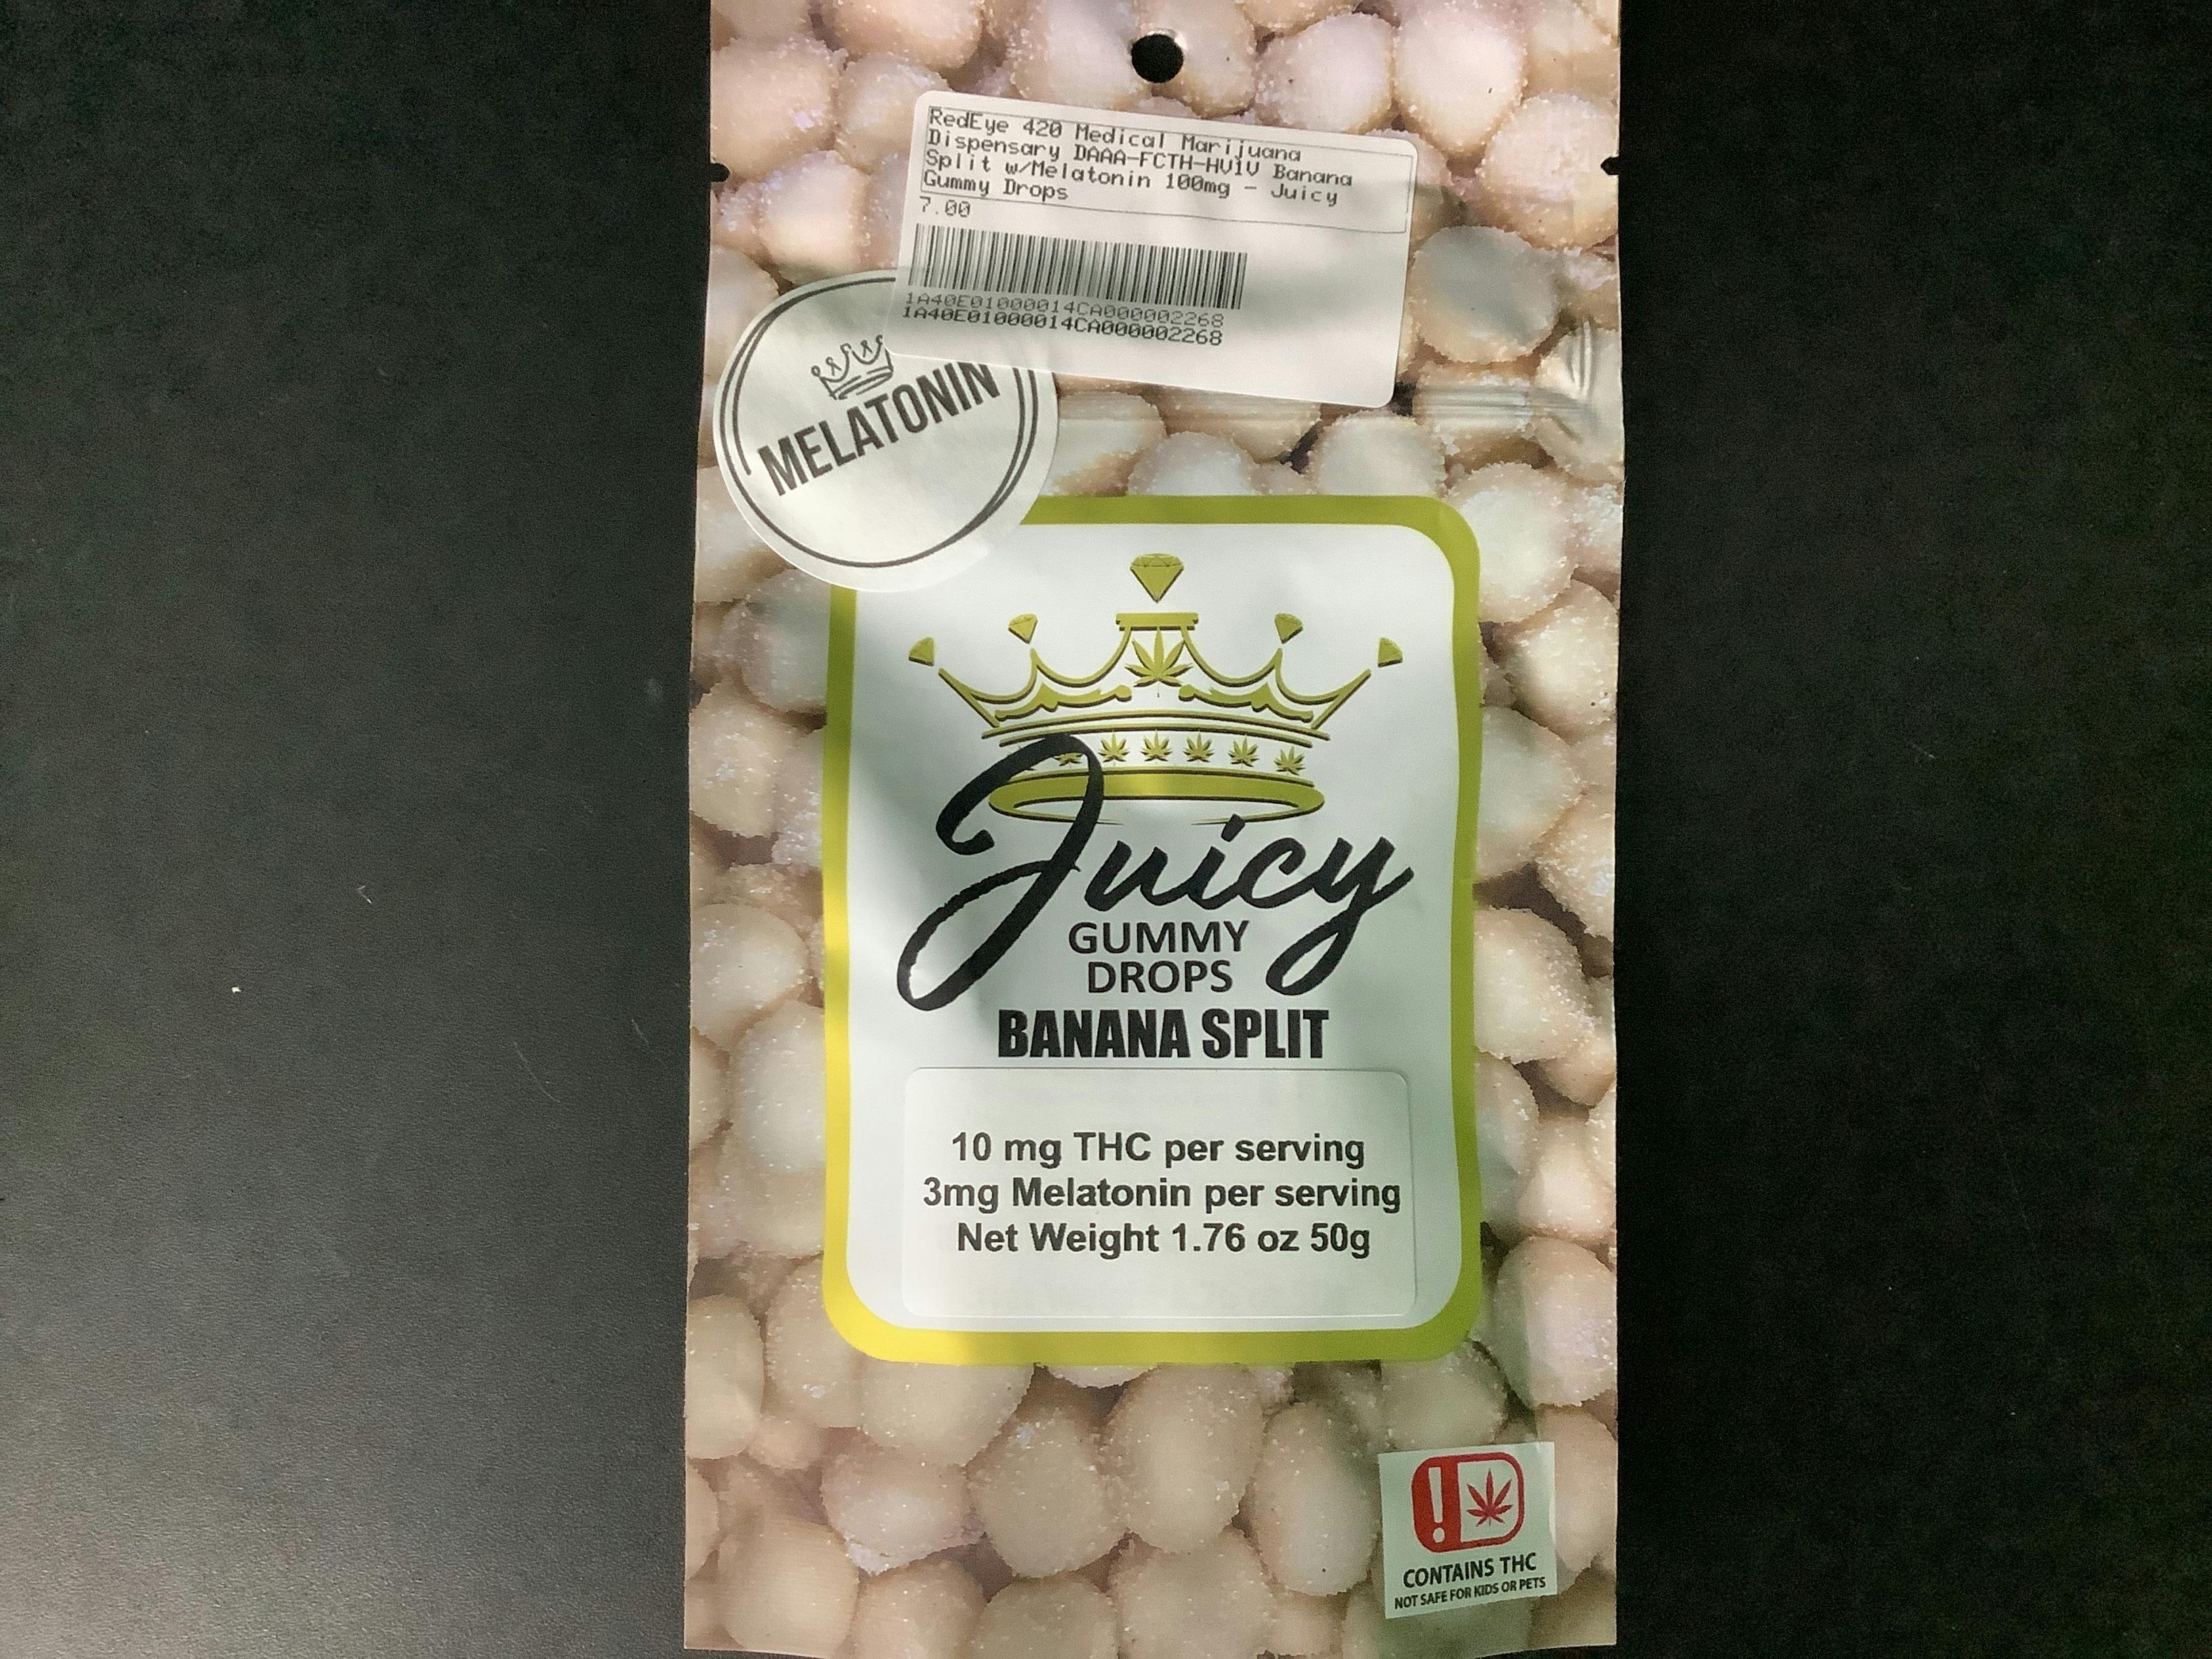 RedEye 420 Medical Marijuana
Dispensary DAAA-FCTH-HV1V Banana
Split w/Melatonin 100mg - Juicy
Gummy Drops
7.00
1A40E01000014CA000002268
1A40E01000014CA000002268
MELATONIN
Juicy
GUMMY
DROPS
BANANA SPLIT
10 mg THC per serving
3mg Melatonin per serving
Net Weight 1.76 oz 50g
CONTAINS THC
NOT SAFE FOR KIDS OR PETS